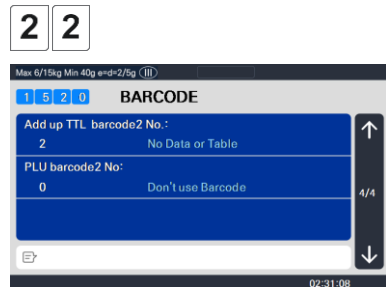 2 2
Max 6/15kg Min 40g e=d=2/5g III
1 5 2 0 BARCODE
Add up TTL barcode2 No.:
2 No Data or Table
PLU barcode2 No:
0 Don't use Barcode
4/4
02:31:08